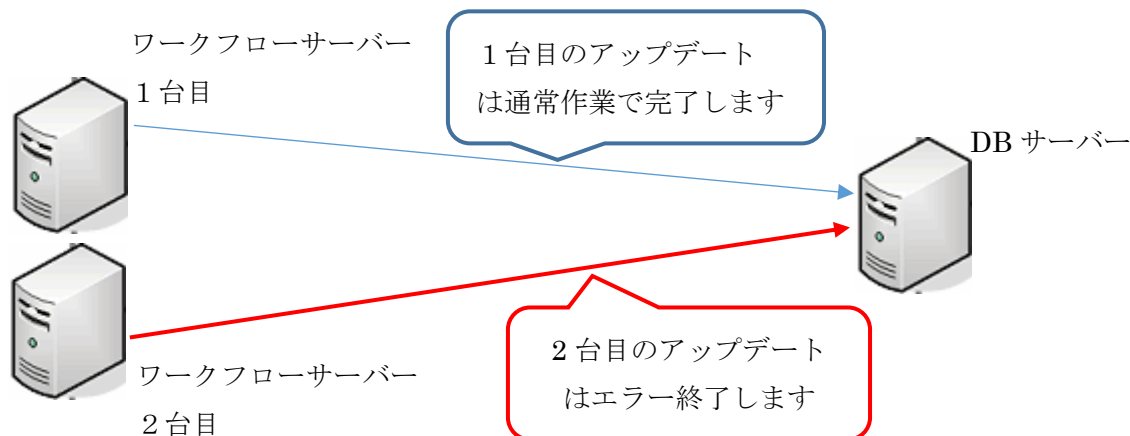 ワークフローサーバー
１台目
１台目のアップデート
は通常作業で完了します
DB サーバー
2 台目のアップデート
はエラー終了します
ワークフローサーバー
２台目